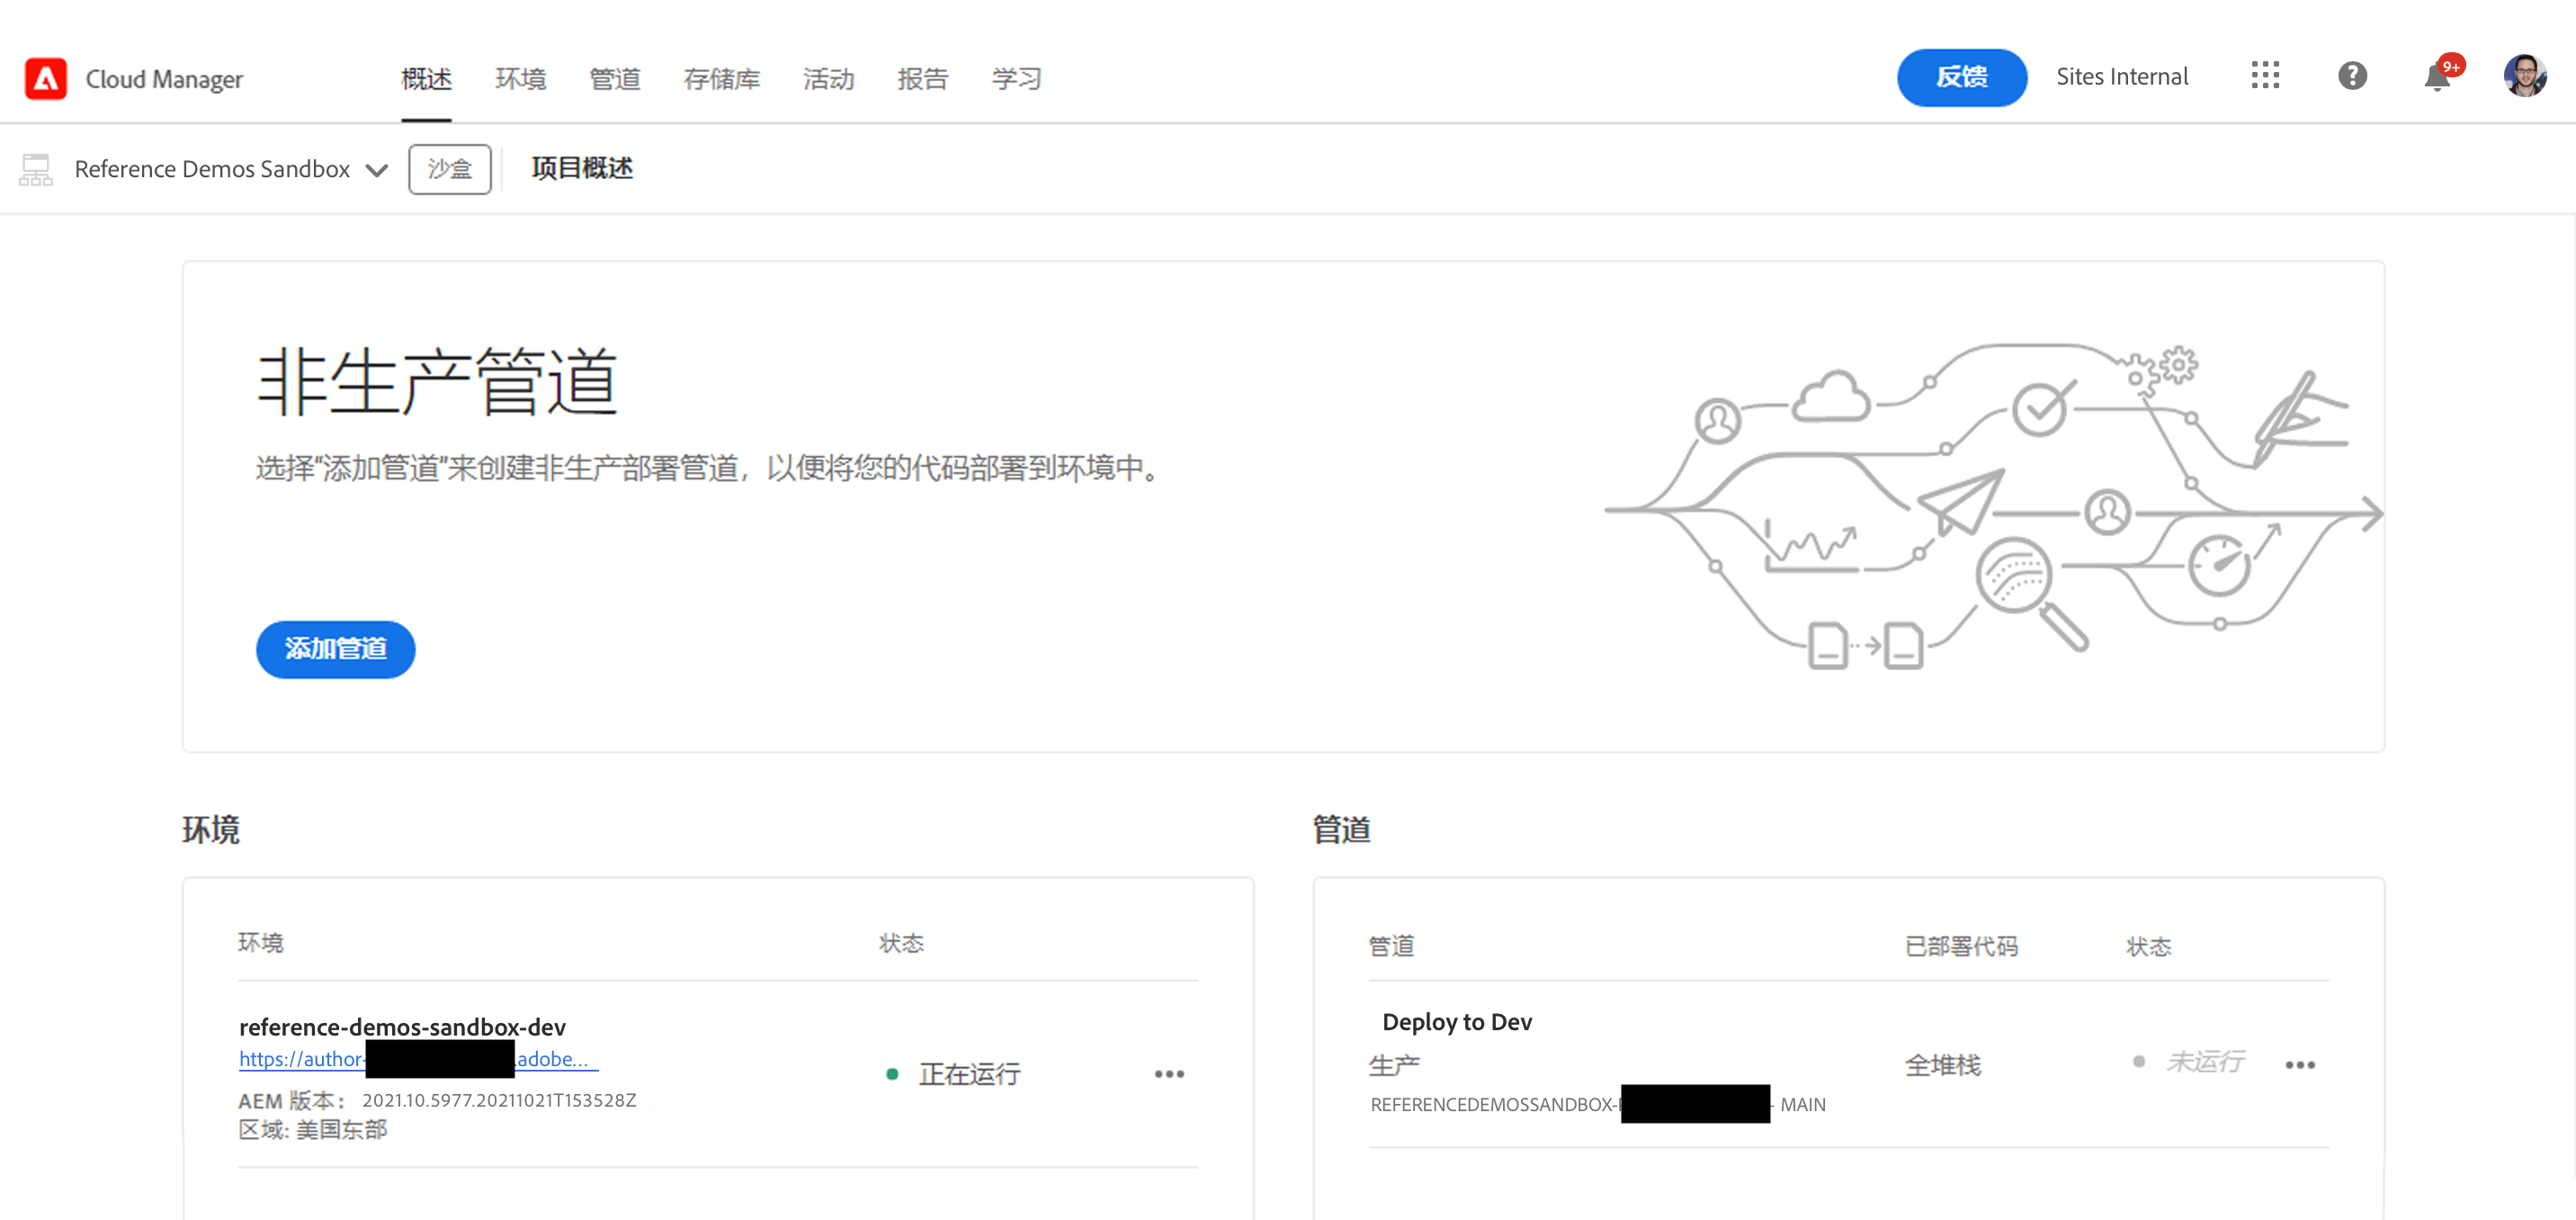 Cloud Manager 概述 环境 管道 存储库 活动 报告 学习 反馈 Sites Internal 9+
Reference Demos Sandbox 沙盒 项目概述
非生产管道
选择"添加管道"来创建非生产部署管道，以便将您的代码部署到环境中。
添加管道
环境
环境 状态
reference-demos-sandbox-dev
https://author- .adobe...
正在运行
AEM 版本： 2021.10.5977.20211021T153528Z
区域: 美国东部
管道
管道 已部署代码 状态
Deploy to Dev
生产 全堆栈 未运行
REFERENCEDEMOSSANDBOX- - MAIN